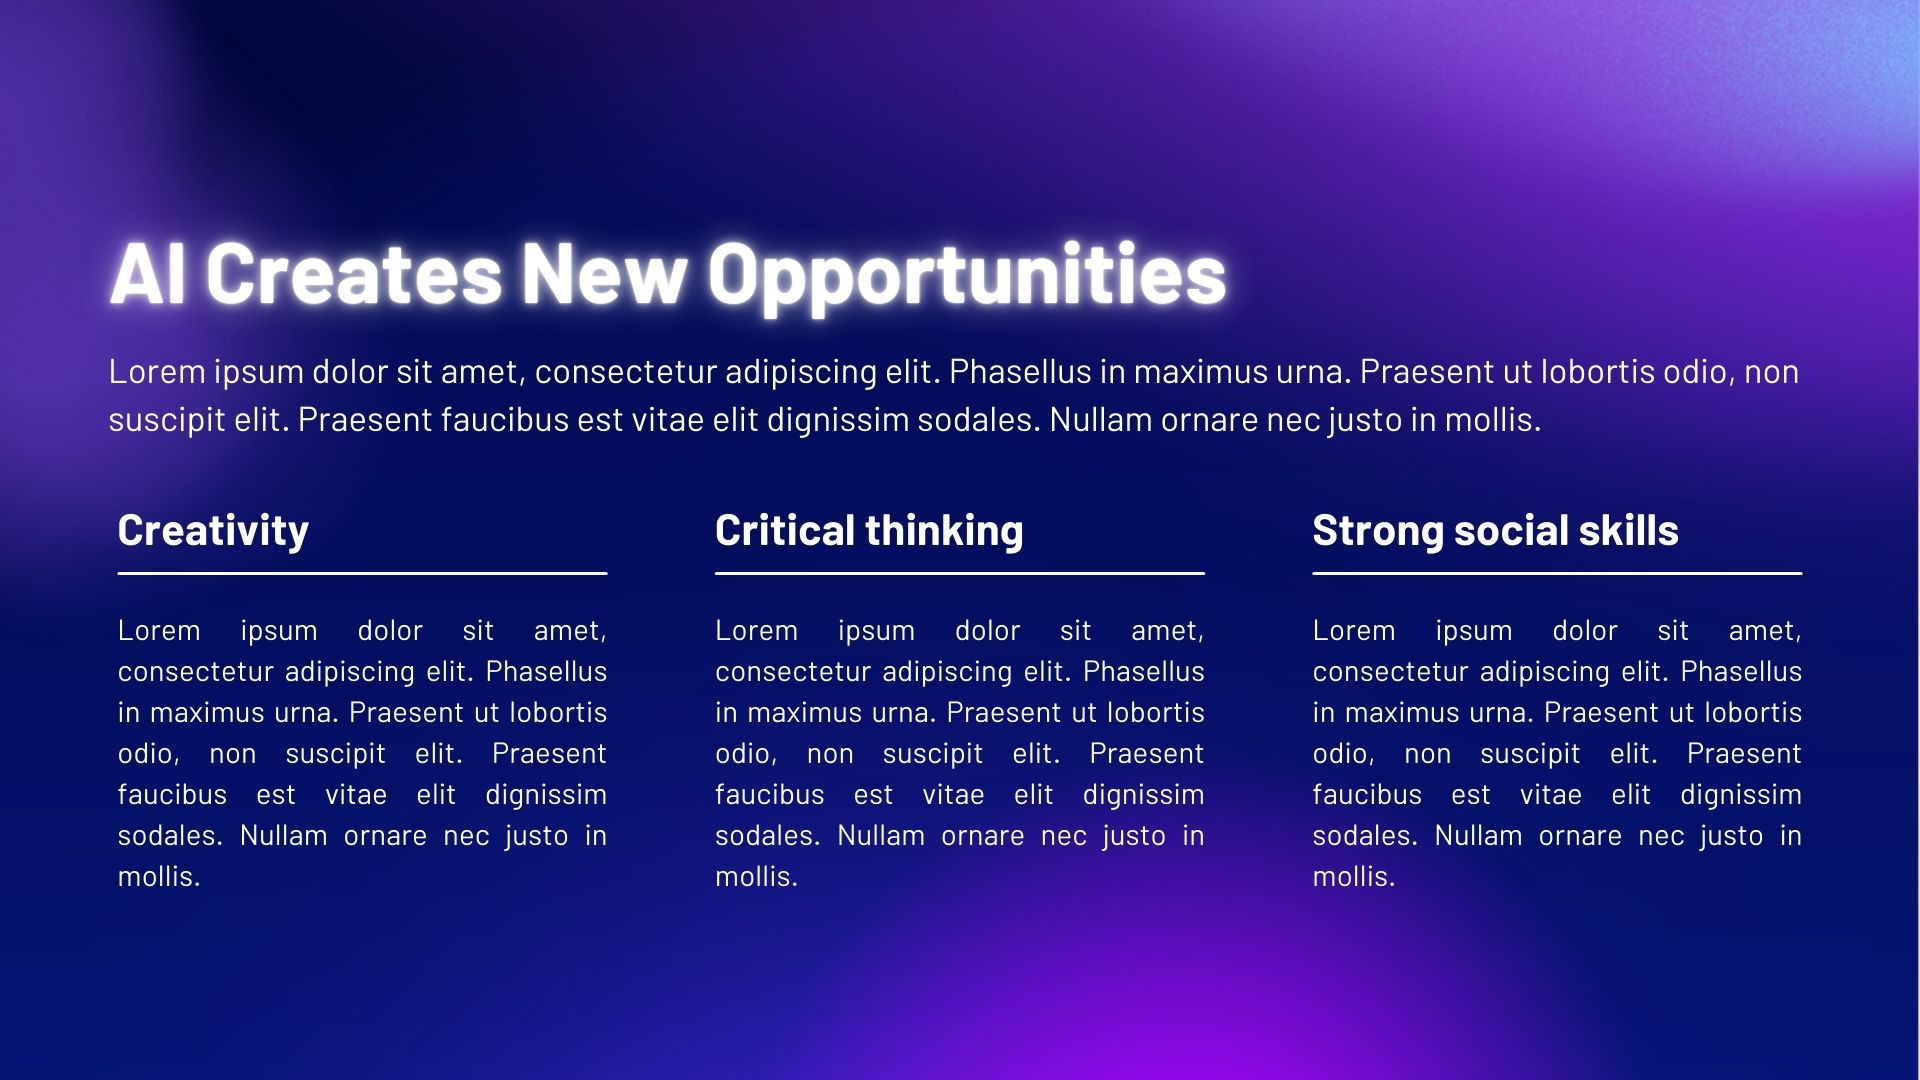 AI Creates New Opportunities
Lorem ipsum dolor sit amet, consectetur adipiscing elit. Phasellus in maximus urna. Praesent ut lobortis odio, non
suscipit elit. Praesent faucibus est vitae elit dignissim sodales. Nullam ornare nec justo in mollis.
Creativity
Lorem ipsum dolor sit amet,
consectetur adipiscing elit. Phasellus
in maximus urna. Praesent ut lobortis
odio, non suscipit elit. Praesent
faucibus est vitae elit dignissim
sodales. Nullam ornare nec justo in
mollis.
Critical thinking
Lorem ipsum dolor sit amet,
consectetur adipiscing elit. Phasellus
in maximus urna. Praesent ut lobortis
odio, non suscipit elit. Praesent
faucibus est vitae elit dignissim
sodales. Nullam ornare nec justo in
mollis.
Strong social skills
Lorem ipsum dolor sit amet,
consectetur adipiscing elit. Phasellus
in maximus urna. Praesent ut lobortis
odio, non suscipit elit. Praesent
faucibus est vitae elit dignissim
sodales. Nullam ornare nec justo in
mollis.